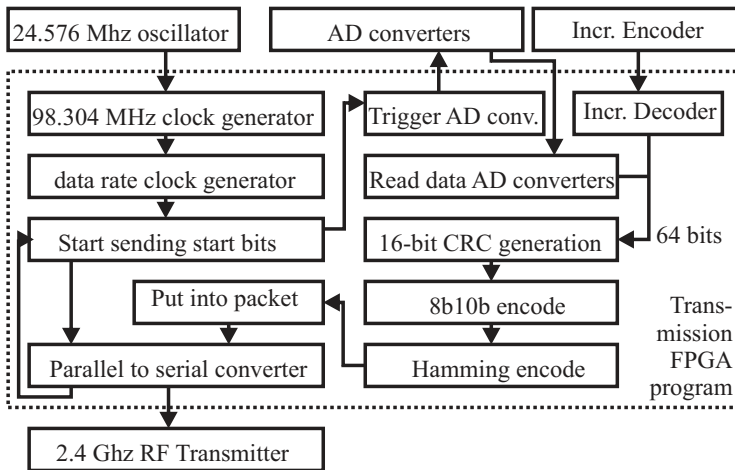 24.576 Mhz oscillator
AD converters
Incr. Encoder
98.304 MHz clock generator
Trigger AD conv.
Incr. Decoder
data rate clock generator
Read data AD converters
Start sending start bits
16-bit CRC generation
64 bits
Put into packet
8b10b encode
Trans-
mission
FPGA
program
Parallel to serial converter
Hamming encode
2.4 Ghz RF Transmitter